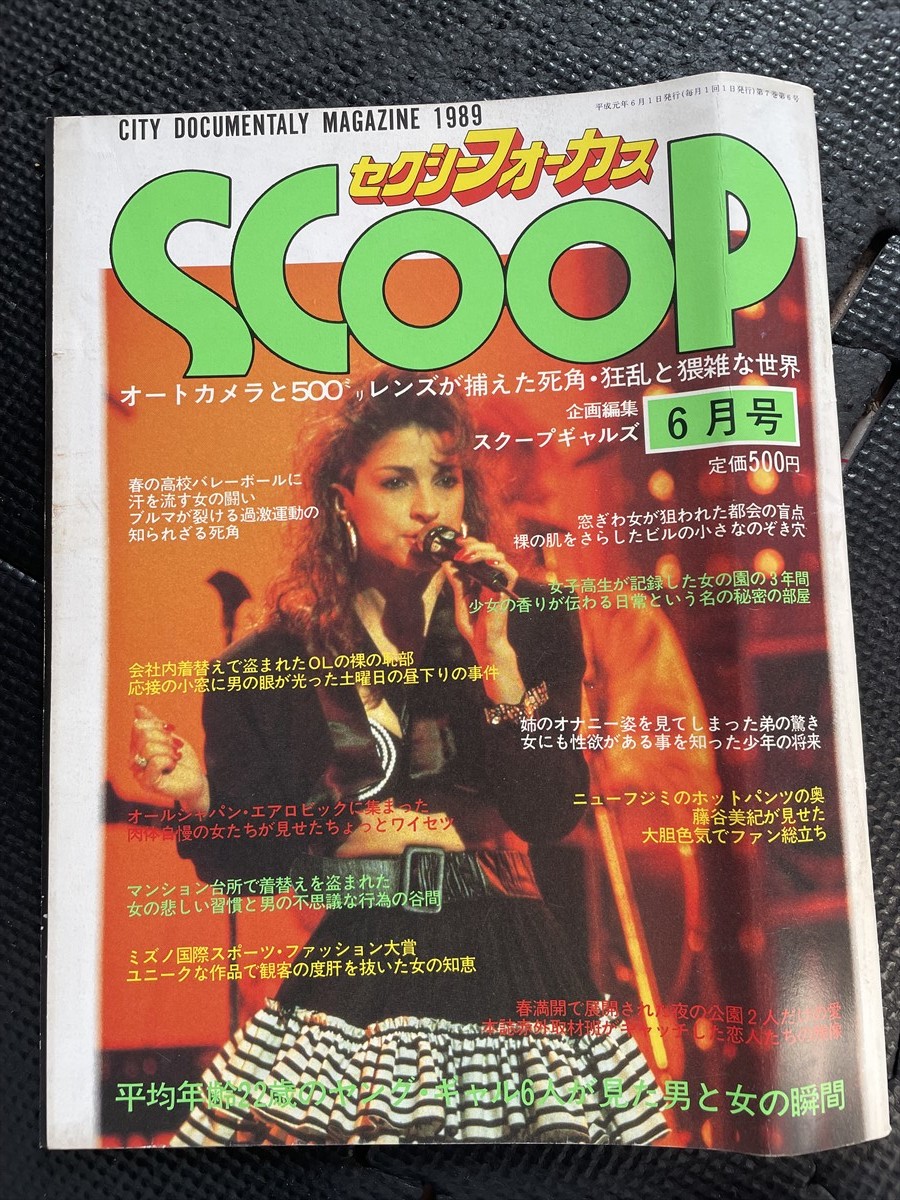 平成元年6月1日発行(毎月1回1日発行)第7巻第6号
CITY DOCUMENTALY MAGAZINE 1989
セクシーフォーカス
SCOOP
オートカメラと500ミリレンズが捕えた死角・狂乱と猥雑な世界
企画編集
スクープギャルズ
6月号
定価500円
春の高校バレーボールに
汗を流す女の闘い
ブルマが裂ける過激運動の
知られざる死角
窓ぎわ女が狙われた都会の盲点
裸の肌をさらしたビルの小さなのぞき穴
女子高生が記録した女の園の3年間
少女の香りが伝わる日常という名の秘密の部屋
会社内着替えで盗まれたOLの裸の恥部
応接の小窓に男の眼が光った土曜日の昼下りの事件
姉のオナニー姿を見てしまった弟の驚き
女にも性欲がある事を知った少年の将来
ニューフジミのホットパンツの奥
藤谷美紀が見せた
大胆色気でファン総立ち
オールジャパン・エアロビックに集まった
肉体自慢の女たちが見せたちょっとワイセツ
マンション台所で着替えを盗まれた
女の悲しい習慣と男の不思議な行為の谷間
ミズノ国際スポーツ・ファッション大賞
ユニークな作品で観客の度肝を抜いた女の知恵
春満開で展開された夜の公園2人だけの愛
本誌赤外取材班がキャッチした恋人たちの
平均年齢22歳のヤング・ギャル6人が見た男と女の瞬間